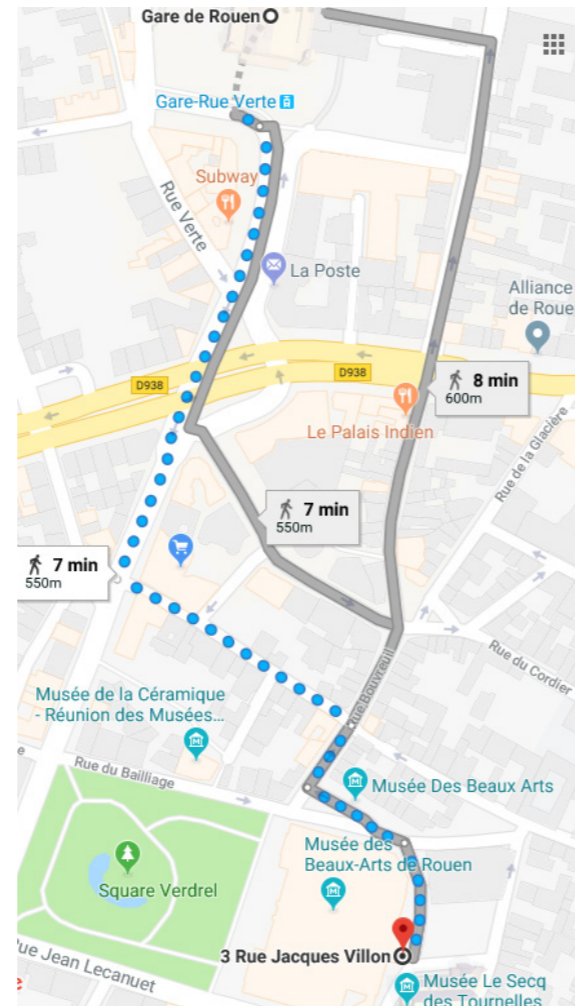 Gare de Rouen
Gare-Rue Verte
Subway
Rue Verte
La Poste
Alliance
de Roue
D938
D938
8 min
600m
Le Palais Indien
Rue de la Glacière
7 min
550m
7 min
550m
Rue du Cordier
Rue Bouvreuil
Musée de la Céramique
- Réunion des Musées...
Rue du Bailliage
Musée Des Beaux Arts
Musée des
Beaux-Arts de Rouen
Square Verdrel
3 Rue Jacques Villon
ue Jean Lecanuet
Musée Le Secq
des Tournelles